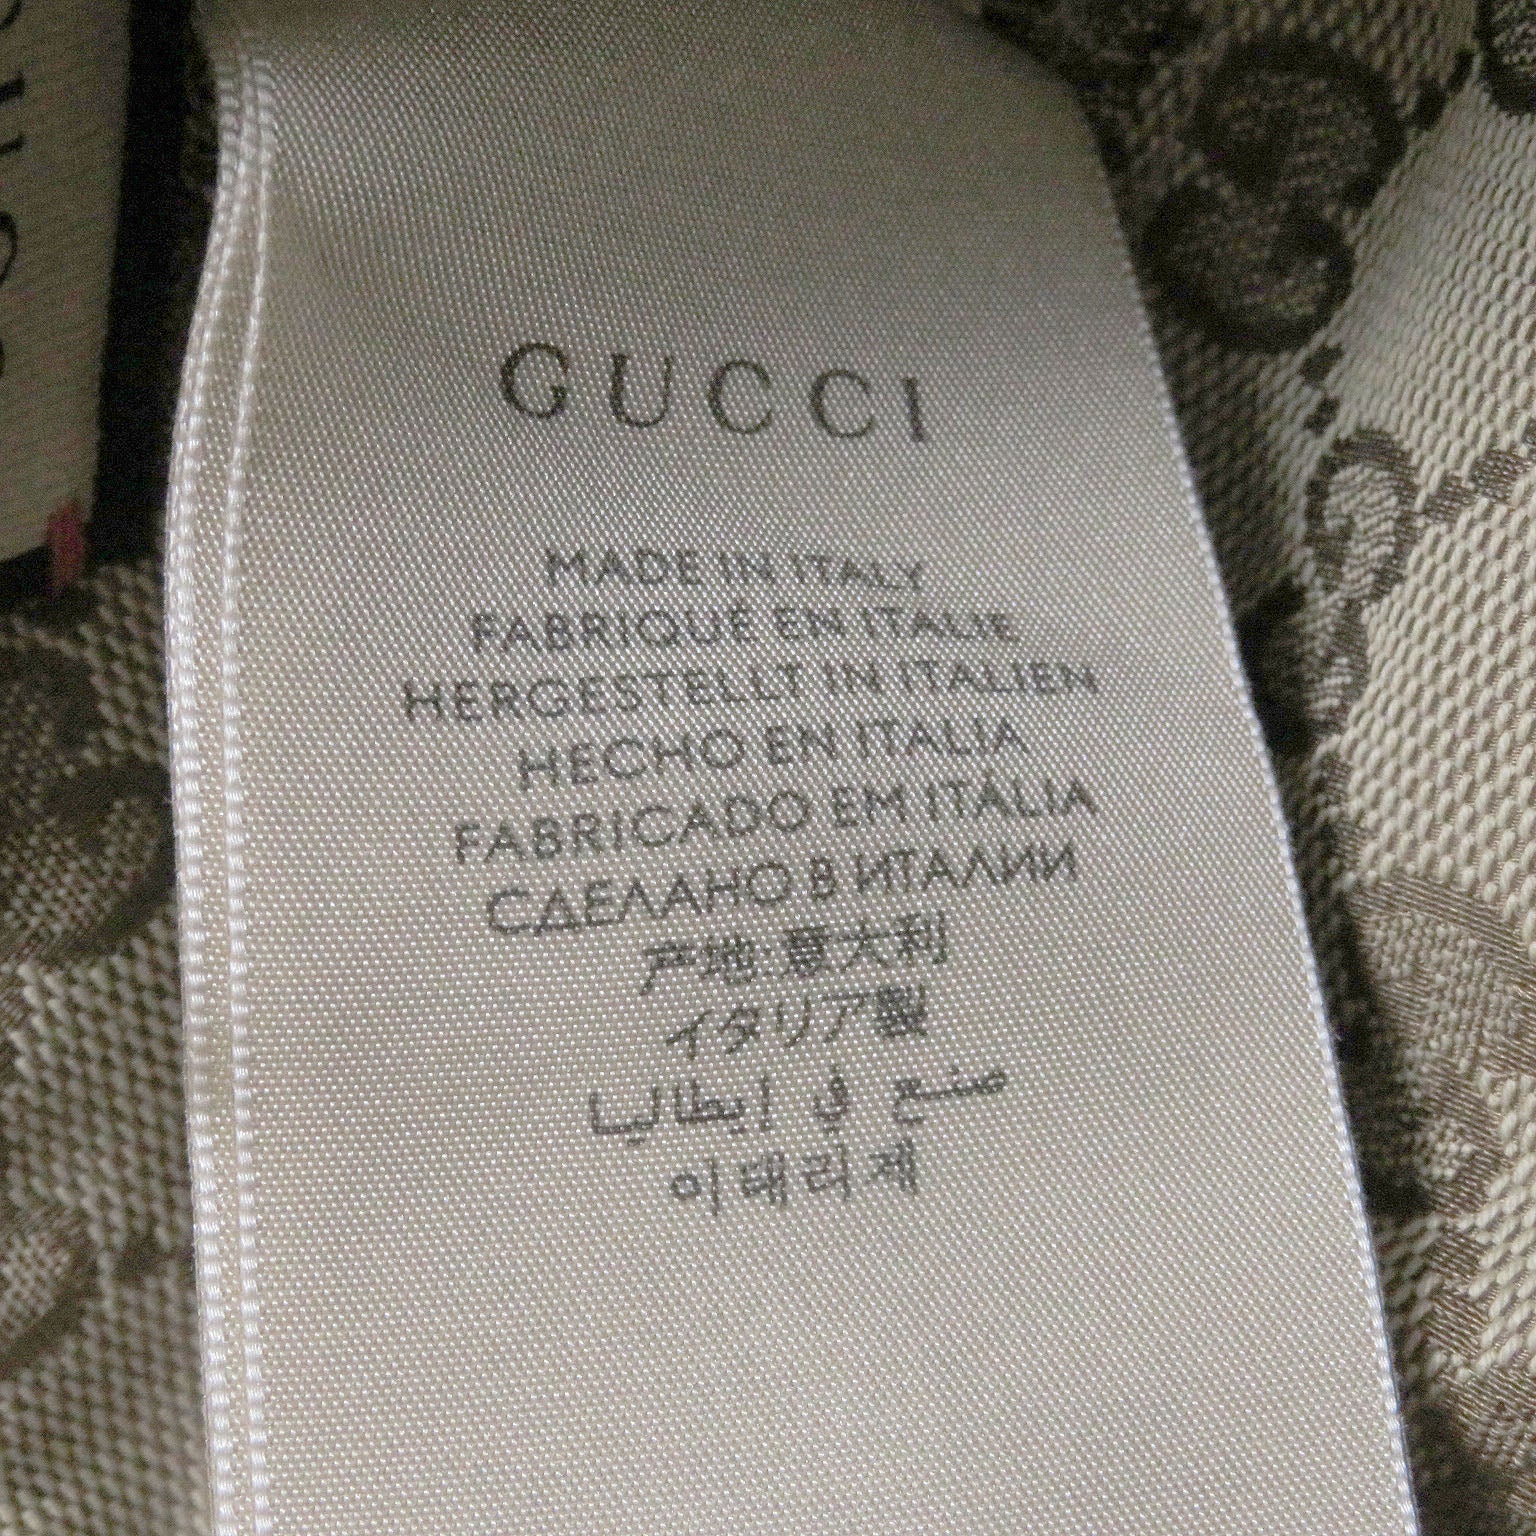 GUCCI
MADE IN ITALY
FABRIQUÉ EN ITALIE
HERGESTELLT IN ITALIEN
HECHO EN ITALIA
FABRICADO EM ITÁLIA
СДЕЛАНО В ИТАЛИИ
产地:意大利
イタリア製
صنع في إيطاليا
이태리제